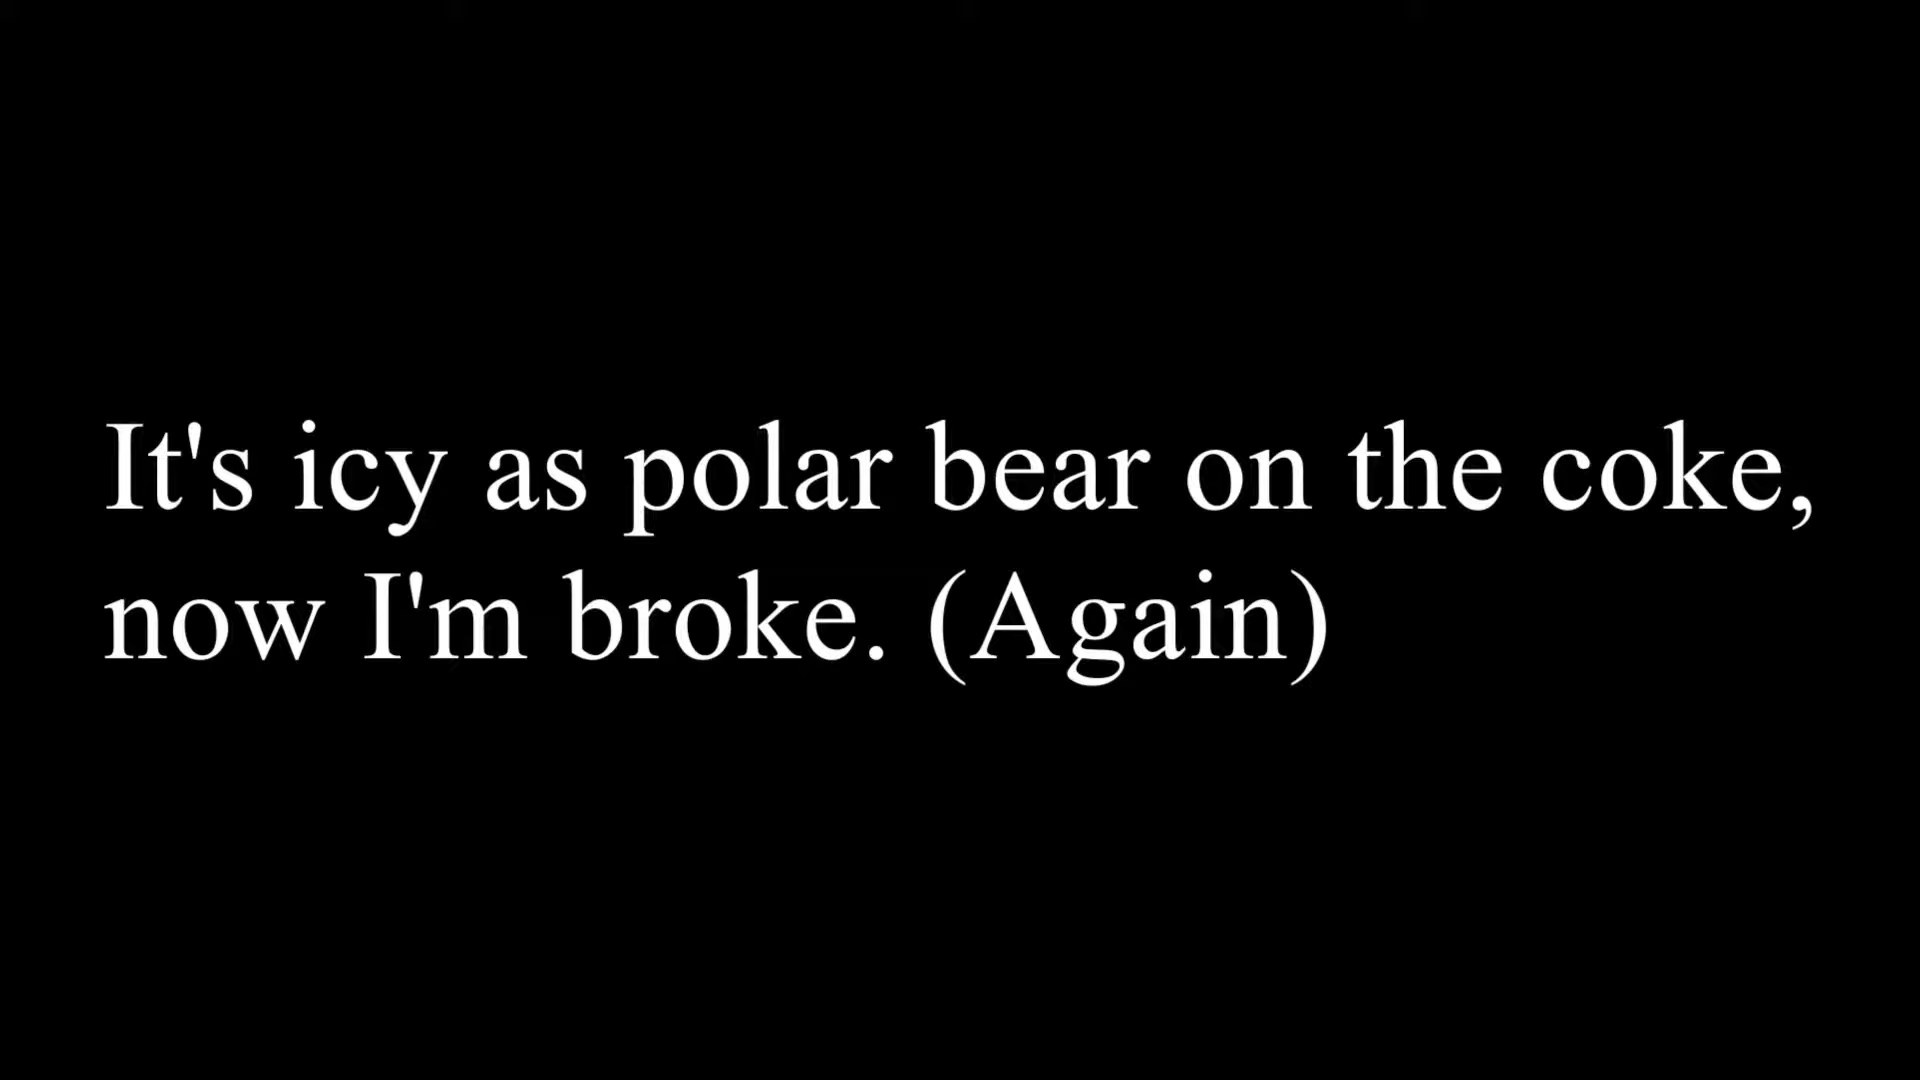 It's icy as polar bear on the coke,
now I'm broke. (Again)